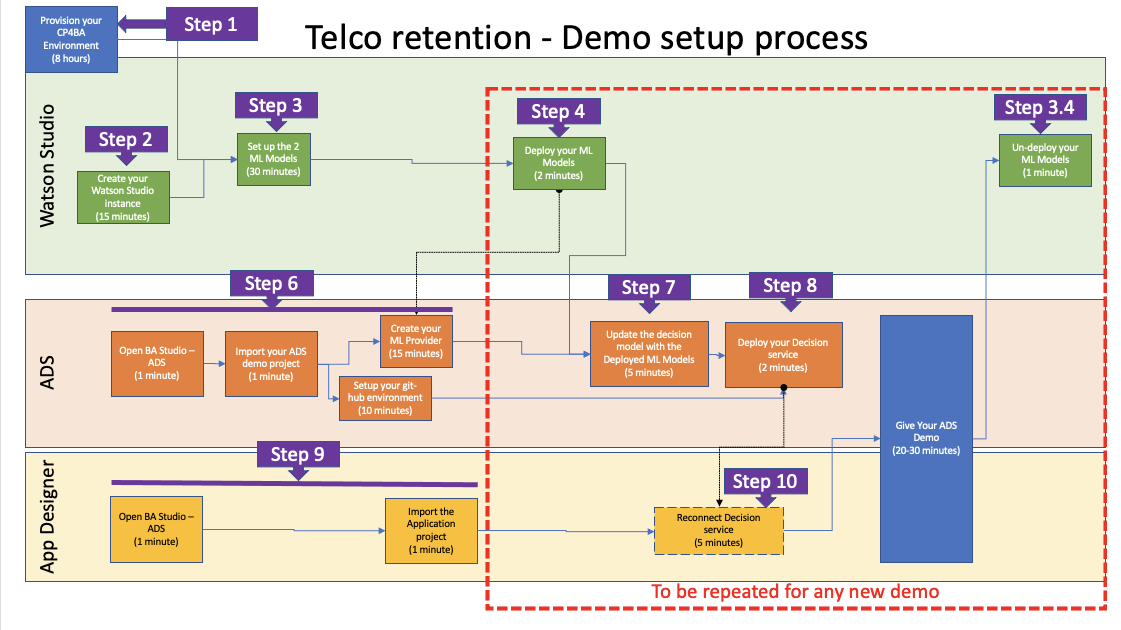 Provision your
CP4BA
Environment
(8 hours)
Step 1
Telco retention - Demo setup process
Watson Studio
Step 2
Create your
Watson Studio
instance
(15 minutes)
Step 3
Set up the 2
ML Models
(30 minutes)
Step 4
Deploy your ML
Models
(2 minutes)
Step 3.4
Un-deploy your
ML Models
(1 minute)
ADS
Step 6
Open BA Studio –
ADS
(1 minute)
Import your ADS
demo project
(1 minute)
Create your
ML Provider
(15 minutes)
Setup your git-
hub environment
(10 minutes)
Step 7
Update the decision
model with the
Deployed ML Models
(5 minutes)
Step 8
Deploy your Decision
service
(2 minutes)
Give Your ADS
Demo
(20-30 minutes)
App Designer
Step 9
Open BA Studio –
ADS
(1 minute)
Import the
Application
project
(1 minute)
Step 10
Reconnect Decision
service
(5 minutes)
To be repeated for any new demo